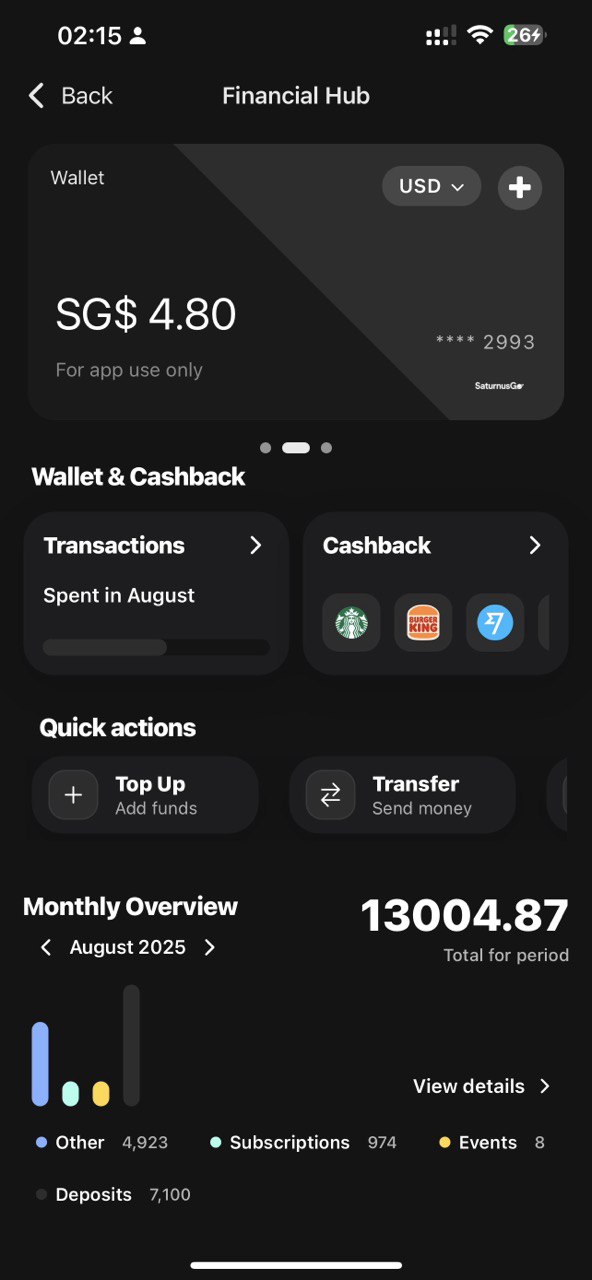 02:15
26
Back
Financial Hub
Wallet
USD
SG$ 4.80
**** 2993
For app use only
SaturnusGo
Wallet & Cashback
Transactions
Cashback
Spent in August
BURGER
KING
Quick actions
Top Up
Transfer
Add funds
Send money
Monthly Overview
13004.87
August 2025
Total for period
View details
Other 4,923
Subscriptions 974
Events 8
Deposits 7,100